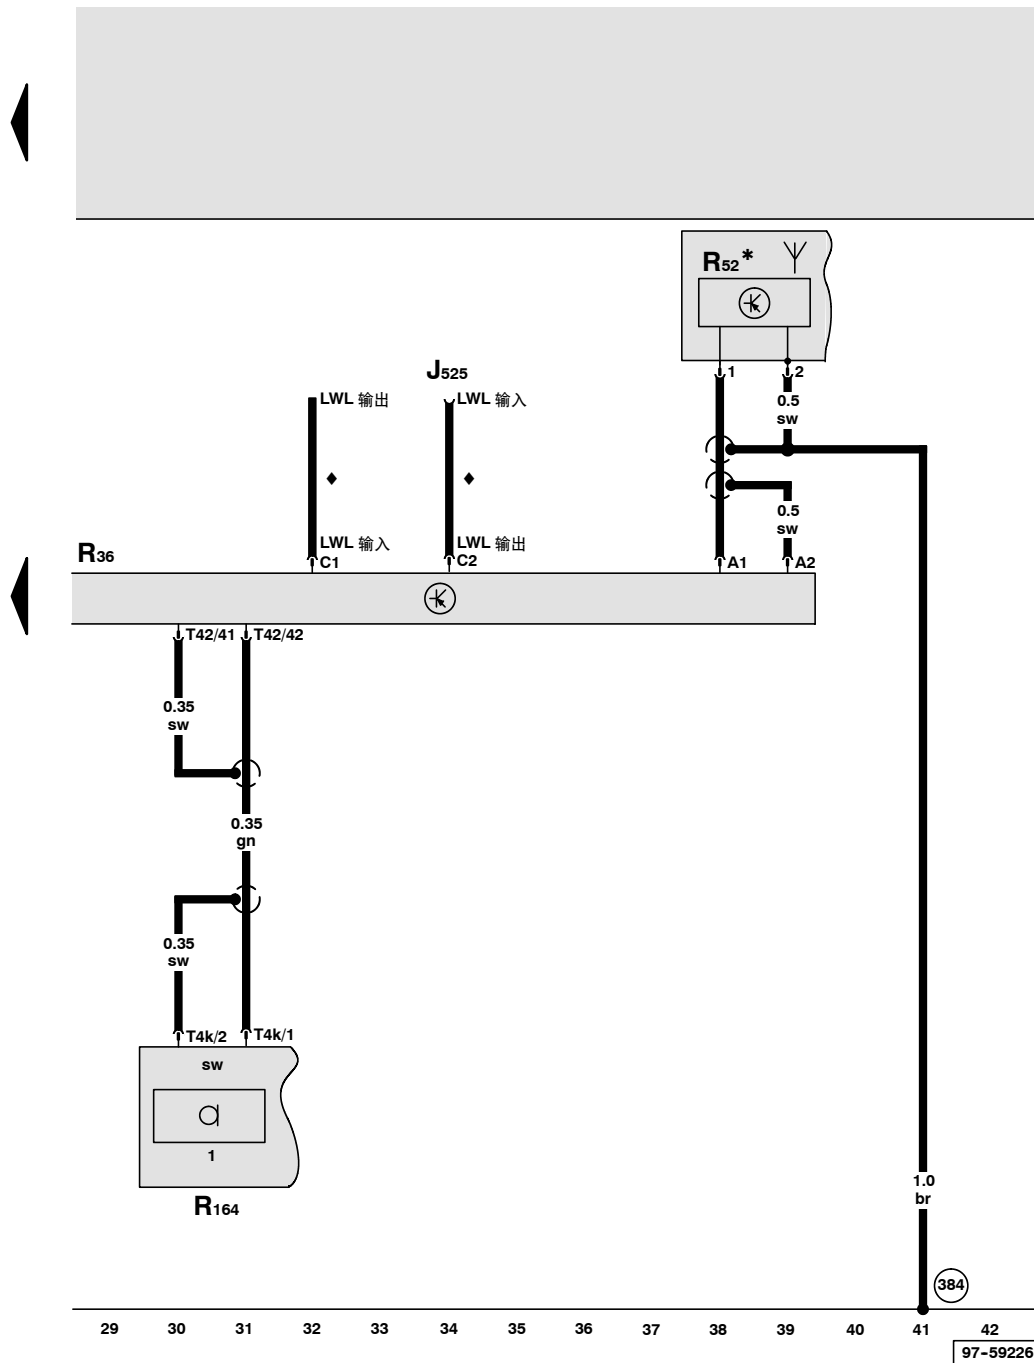 R52*
1
2
J525
LWL 输出
LWL 输入
0.5
sw
0.5
sw
R36
LWL 输入
LWL 输出
C1
C2
A1
A2
T42/41
T42/42
0.35
sw
0.35
gn
0.35
sw
T4k/2
T4k/1
sw
1
R164
1.0
br
384
29 30 31 32 33 34 35 36 37 38 39 40 41 42
97-59226